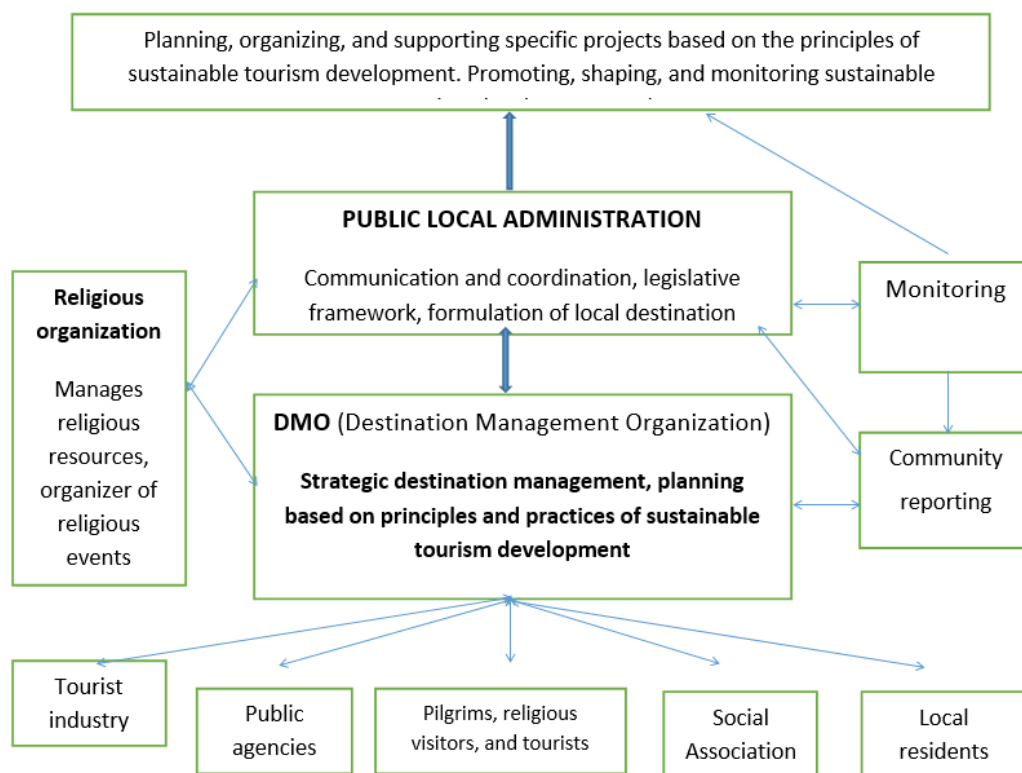 Planning, organizing, and supporting specific projects based on the principles of
sustainable tourism development. Promoting, shaping, and monitoring sustainable
PUBLIC LOCAL ADMINISTRATION
Communication and coordination, legislative
framework, formulation of local destination
Religious
organization
Manages
religious
resources,
organizer of
religious
events
Monitoring
DMO (Destination Management Organization)
Strategic destination management, planning
based on principles and practices of sustainable
tourism development
Community
reporting
Tourist
industry
Public
agencies
Pilgrims, religious
visitors, and tourists
Social
Association
Local
residents